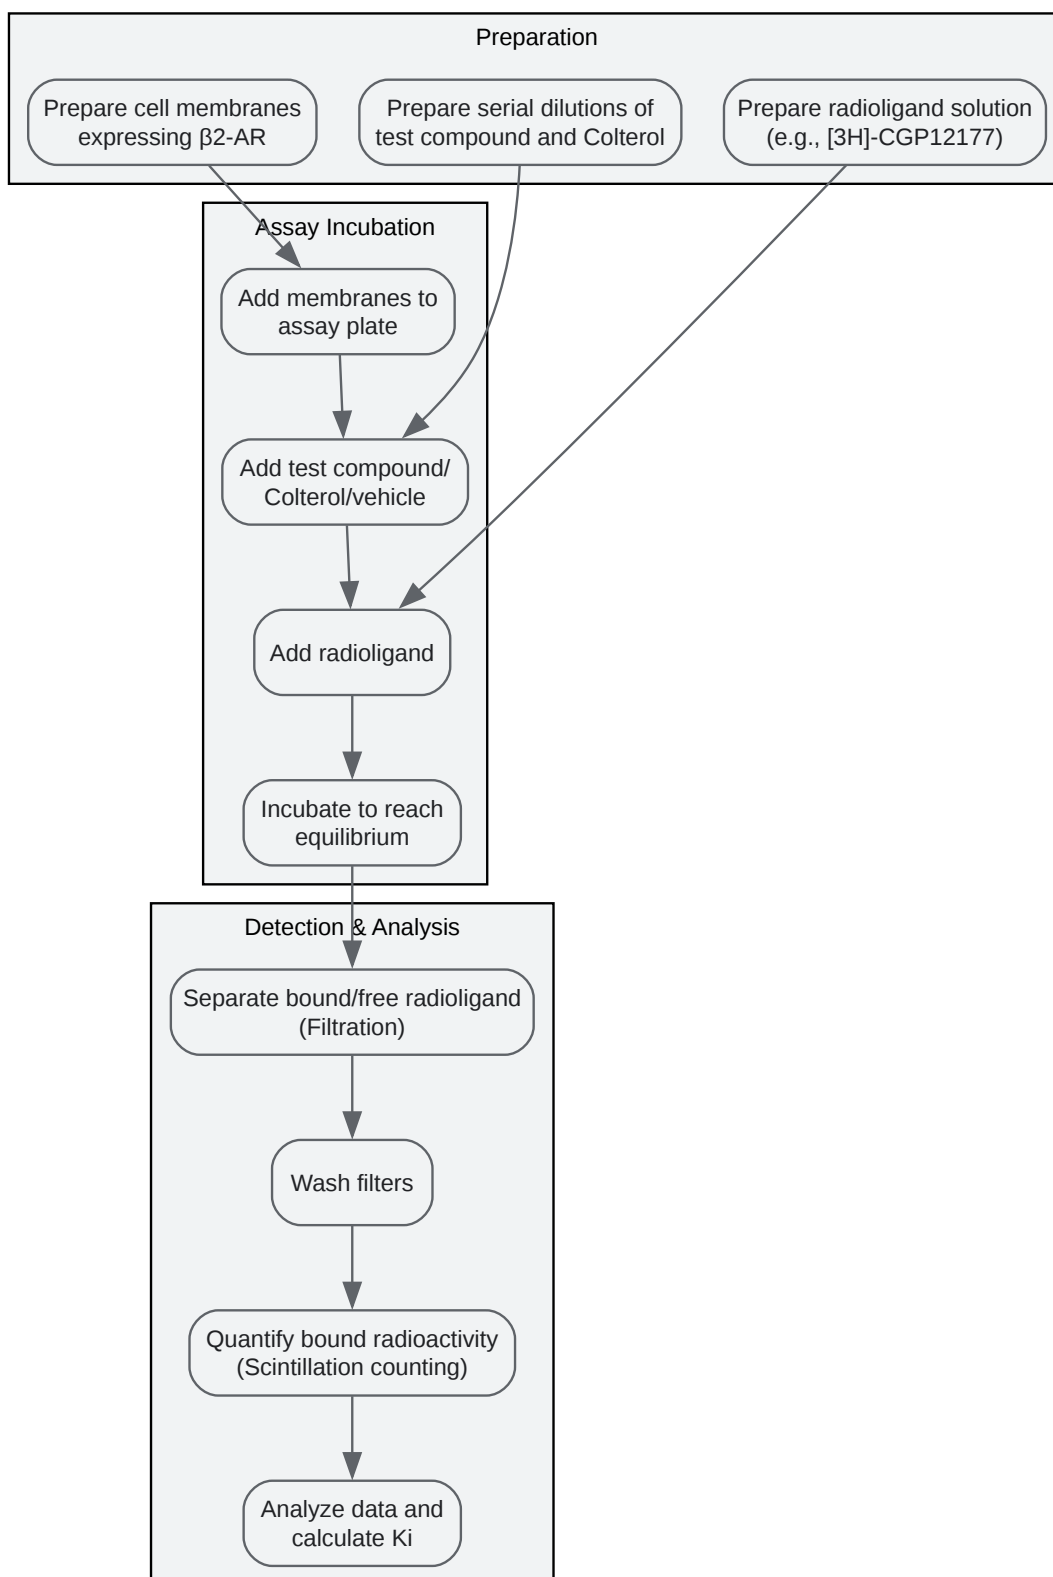 Preparation
Prepare cell membranes
expressing β2-AR
Prepare serial dilutions of
test compound and Colterol
Prepare radioligand solution
(e.g., [3H]-CGP12177)
Assay Incubation
Add membranes to
assay plate
Add test compound/
Colterol/vehicle
Add radioligand
Incubate to reach
equilibrium
Detection & Analysis
Separate bound/free radioligand
(Filtration)
Wash filters
Quantify bound radioactivity
(Scintillation counting)
Analyze data and
calculate Ki